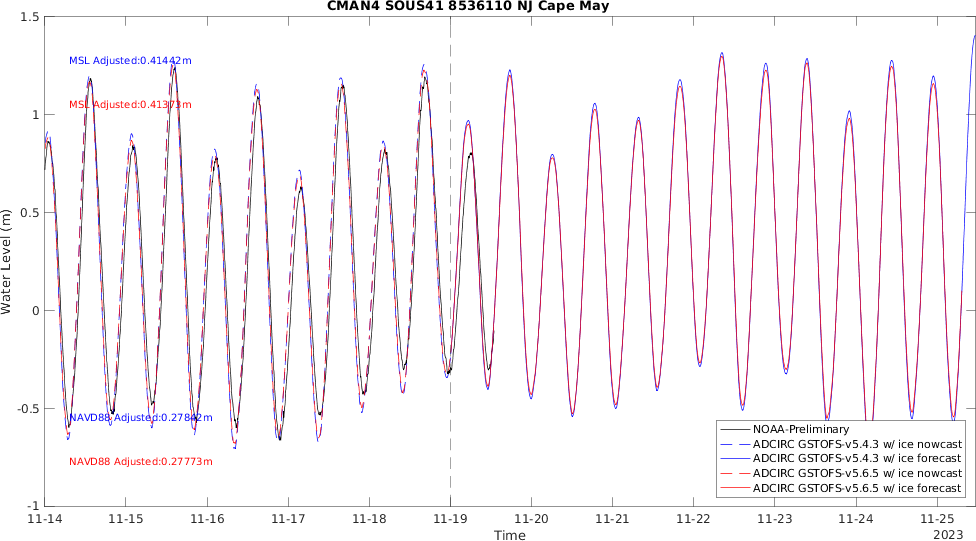 CMAN4 SOUS41 8536110 NJ Cape May
1.5
MSL Adjusted:0.41442m
MSL Adjusted:0.41373m
1
0.5
Water Level (m)
0
-0.5
NAVD88 Adjusted:0.27842m
NAVD88 Adjusted:0.27773m
-1
NOAA-Preliminary
ADCIRC GSTOFS-v5.4.3 w/ ice nowcast
ADCIRC GSTOFS-v5.4.3 w/ ice forecast
ADCIRC GSTOFS-v5.6.5 w/ ice nowcast
ADCIRC GSTOFS-v5.6.5 w/ ice forecast
11-14 11-15 11-16 11-17 11-18 11-19 11-20 11-21 11-22 11-23 11-24 11-25
2023
Time